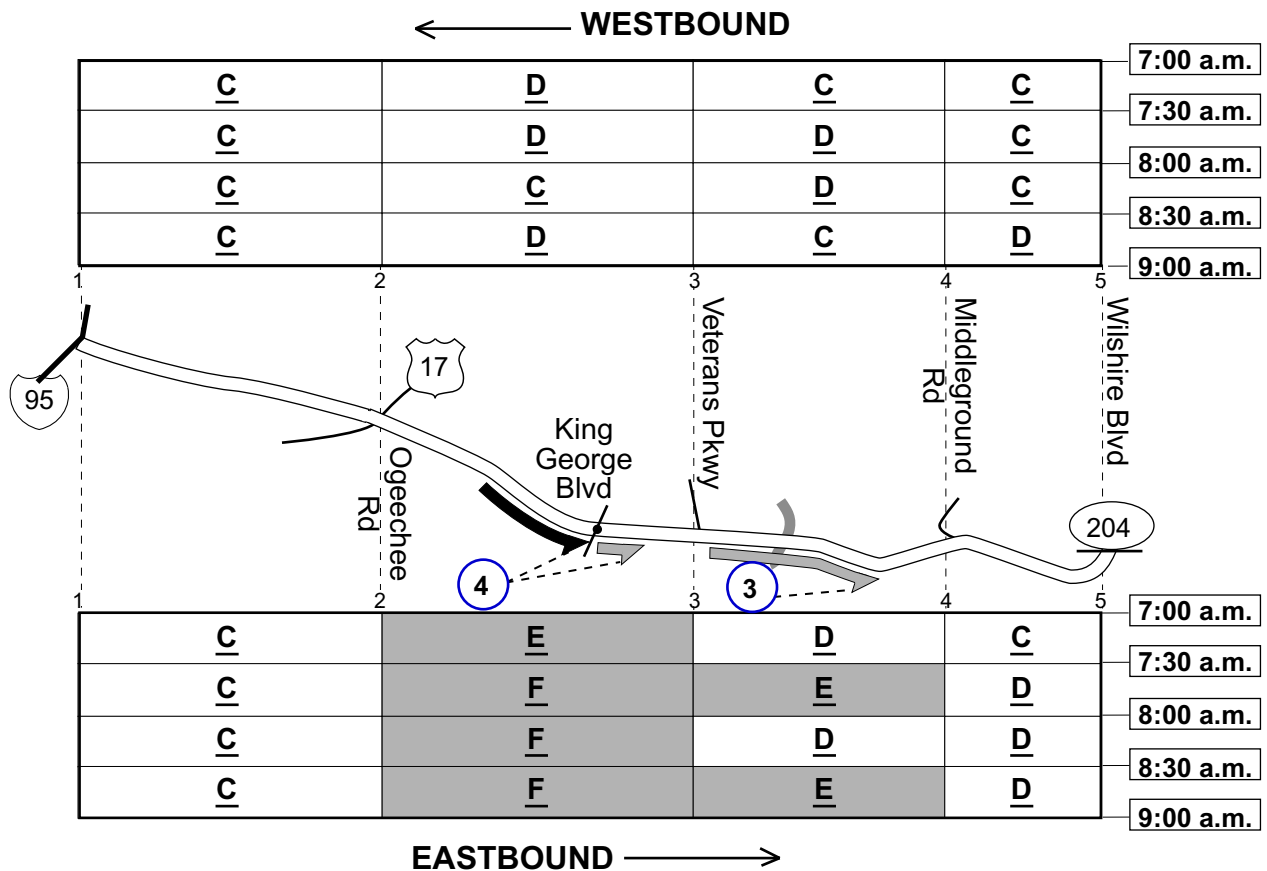 WESTBOUND
7:00 a.m.
C D C C
7:30 a.m.
C D D C
8:00 a.m.
C C D C
8:30 a.m.
C D C D
9:00 a.m.
1 2 3 4 5
95
17
Ogeechee
Rd
King
George
Blvd
Veterans Pkwy
Middleground
Rd
Wilshire Blvd
204
4
3
1 2 3 4 5
7:00 a.m.
C E D C
7:30 a.m.
C F E D
8:00 a.m.
C F D D
8:30 a.m.
C F E D
9:00 a.m.
EASTBOUND